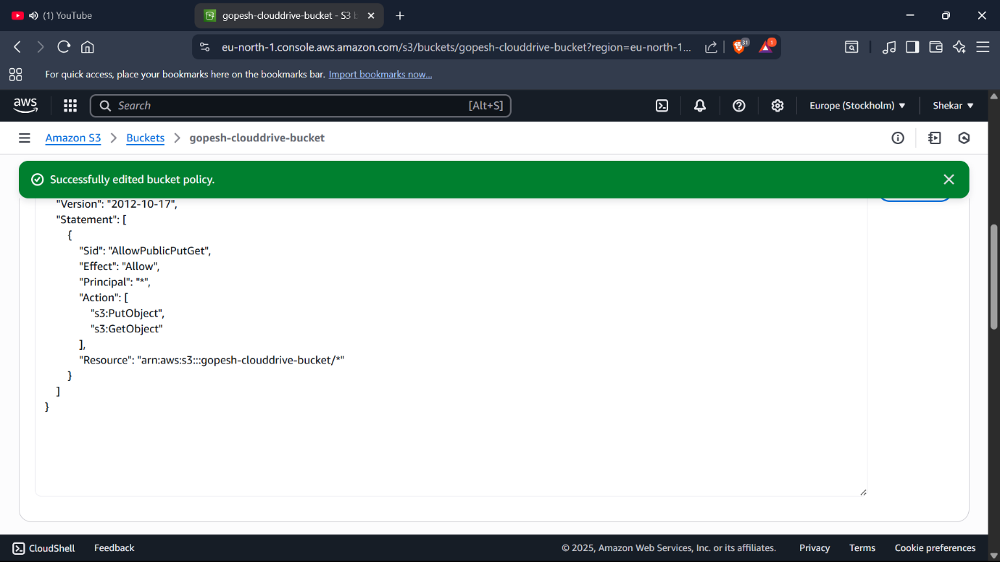 (1) YouTube
gopesh-clouddrive-bucket - S3 b
For quick access, place your bookmarks here on the bookmarks bar. Import bookmarks now...
eu-north-1.console.aws.amazon.com/s3/buckets/gopesh-clouddrive-bucket?region=eu-north-1...
31
1
aws
Search
[Alt+S]
Europe (Stockholm)
Shekar
Amazon S3
Buckets
gopesh-clouddrive-bucket
Successfully edited bucket policy.
"Version": "2012-10-17",
"Statement": [
{
"Sid": "AllowPublicPutGet",
"Effect": "Allow",
"Principal": "*",
"Action": [
"s3:PutObject",
"s3:GetObject"
],
"Resource": "arn:aws:s3:::gopesh-clouddrive-bucket/*"
}
]
}
CloudShell
Feedback
© 2025, Amazon Web Services, Inc. or its affiliates.
Privacy
Terms
Cookie preferences